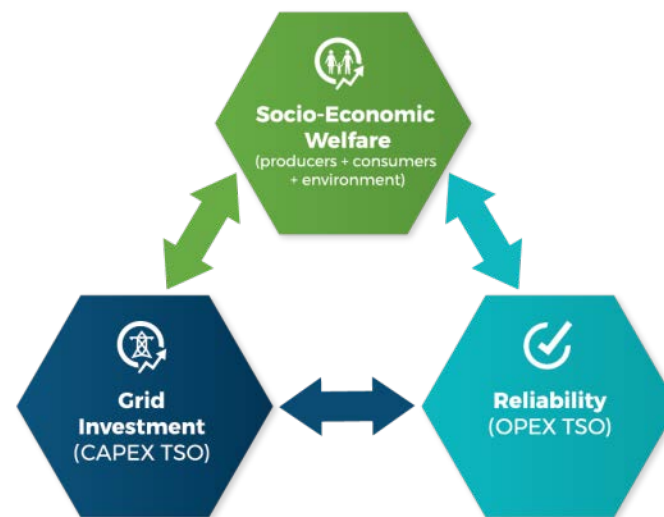 Socio-Economic
Welfare
(producers + consumers
+ environment)
Grid
Investment
(CAPEX TSO)
Reliability
(OPEX TSO)